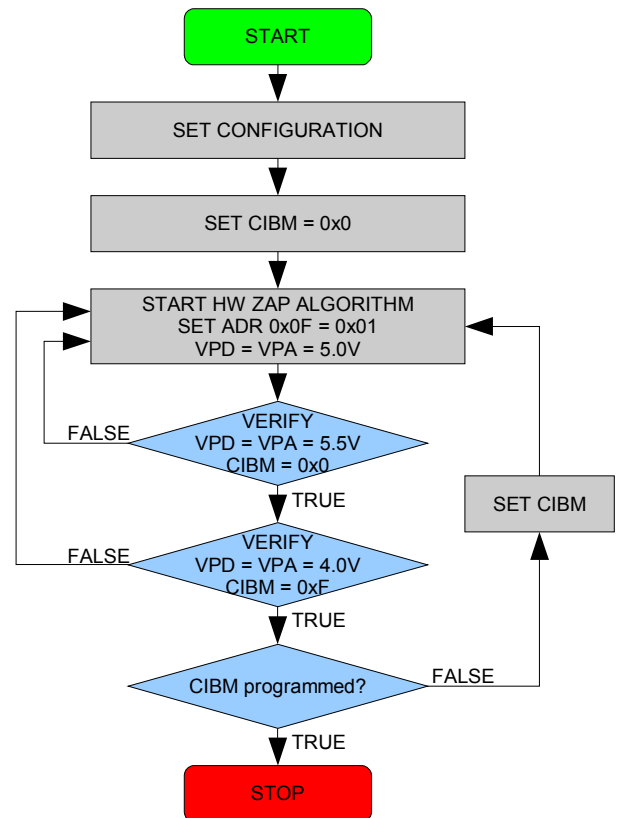 START
SET CONFIGURATION
SET CIBM = 0x0
START HW ZAP ALGORITHM
SET ADR 0x0F = 0x01
VPD = VPA = 5.0V
VERIFY
VPD = VPA = 5.5V
CIBM = 0x0
FALSE
TRUE
SET CIBM
VERIFY
VPD = VPA = 4.0V
CIBM = 0xF
FALSE
TRUE
CIBM programmed?
FALSE
TRUE
STOP